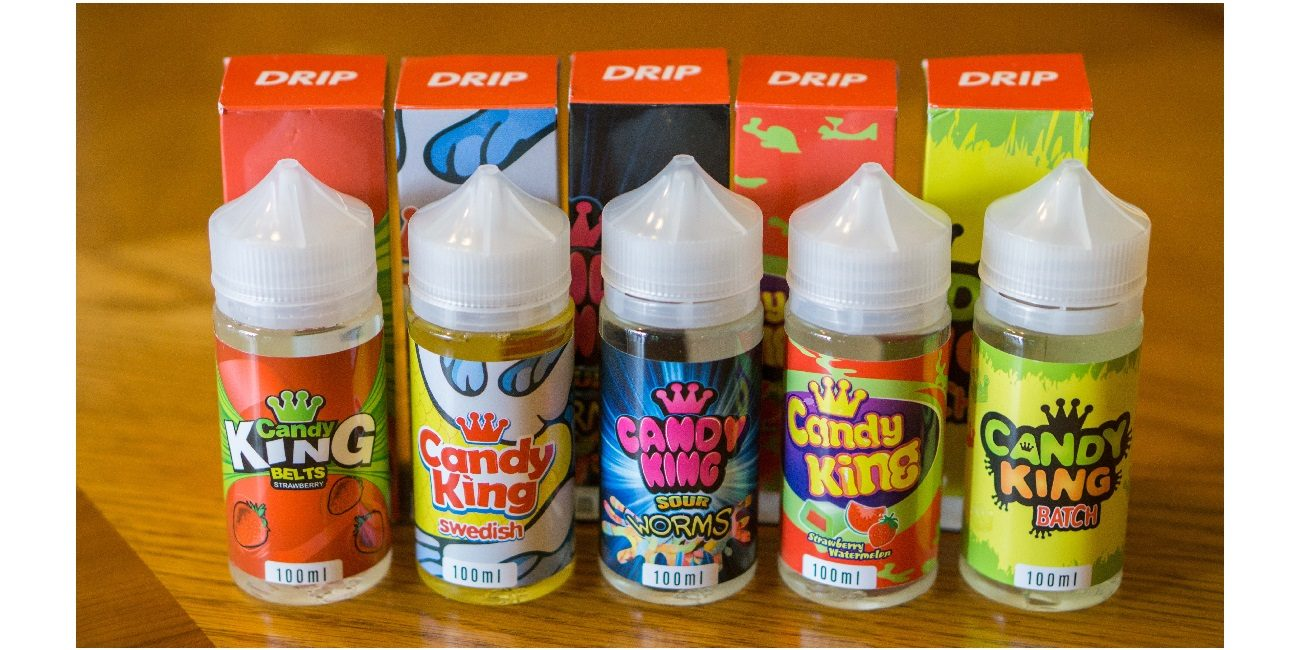 DRIP
DRIP
DRIP
DRIP
DRIP
Candy
KING
BELTS
STRAWBERRY
100ml
Candy
King
Swedish
100ml
CANDY
KING
SOUR
WORMS
100ml
Candy
King
Strawberry
Watermelon
100ml
CANDY
KING
BATCH
100ml